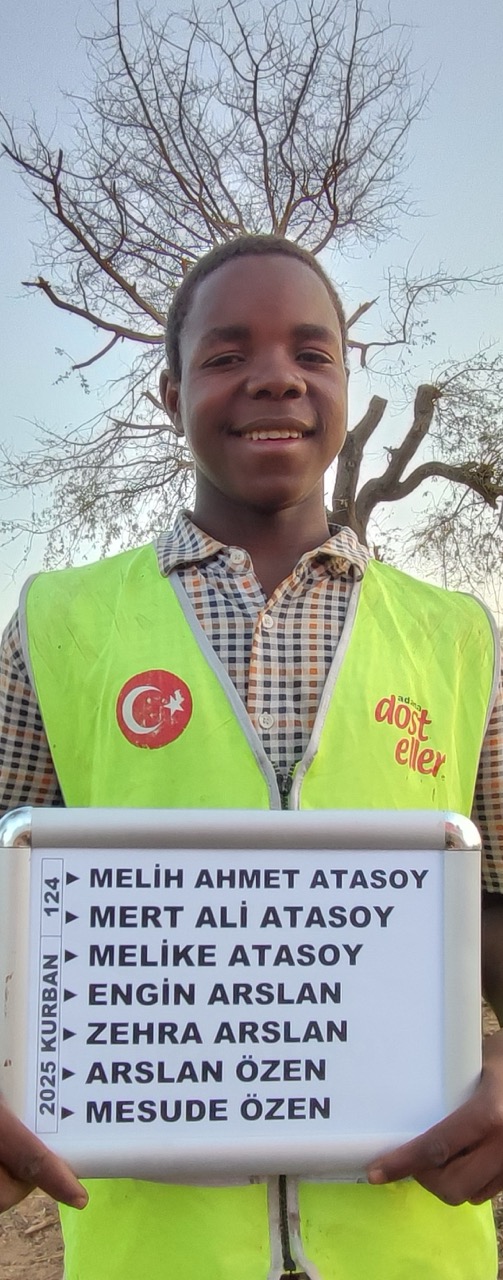 adana
dost
eller
2025 KURBAN 124
▸ MELİH AHMET ATASOY
▸ MERT ALİ ATASOY
▸ MELİKE ATASOY
▸ ENGİN ARSLAN
▸ ZEHRA ARSLAN
▸ ARSLAN ÖZEN
▸ MESUDE ÖZEN